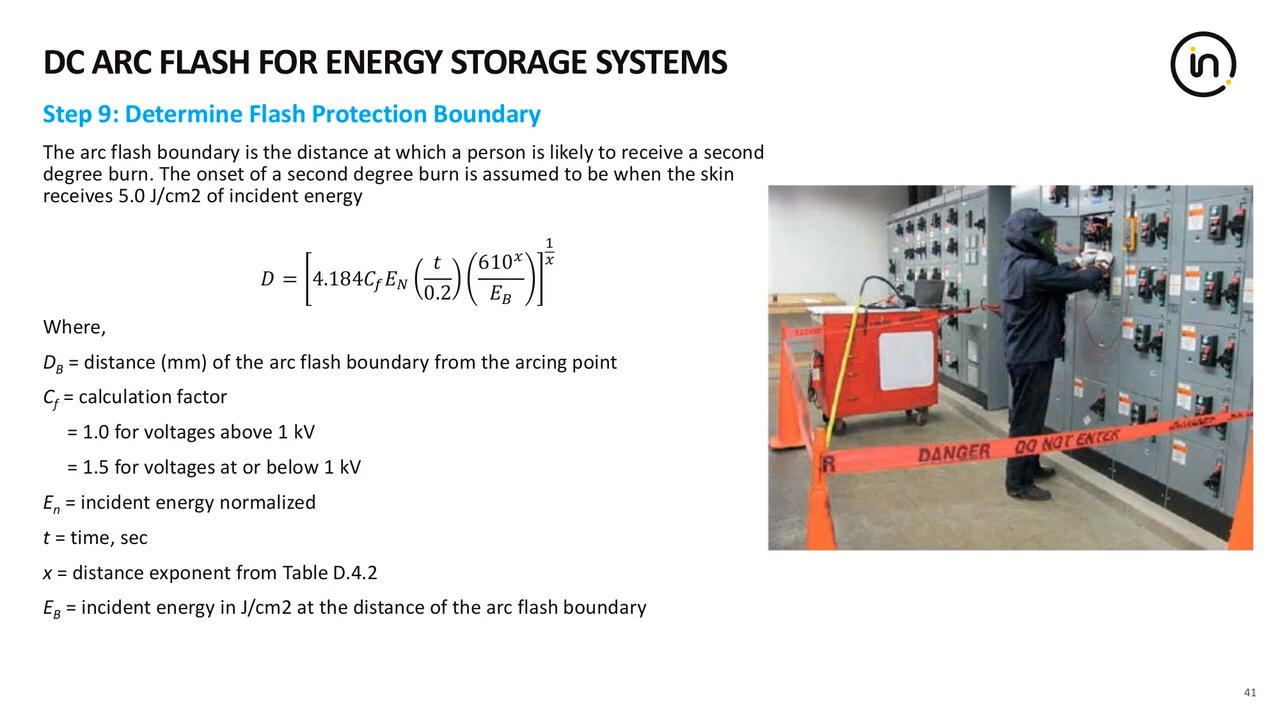 DC ARC FLASH FOR ENERGY STORAGE SYSTEMS
in
Step 9: Determine Flash Protection Boundary
The arc flash boundary is the distance at which a person is likely to receive a second
degree burn. The onset of a second degree burn is assumed to be when the skin
receives 5.0 J/cm2 of incident energy
D = [4.184C_f E_N (t/0.2) (610^x/E_B)]^(1/x)
Where,
D_B = distance (mm) of the arc flash boundary from the arcing point
C_f = calculation factor
= 1.0 for voltages above 1 kV
= 1.5 for voltages at or below 1 kV
E_n = incident energy normalized
t = time, sec
x = distance exponent from Table D.4.2
E_B = incident energy in J/cm2 at the distance of the arc flash boundary
R DANGER DO NOT ENTER
41